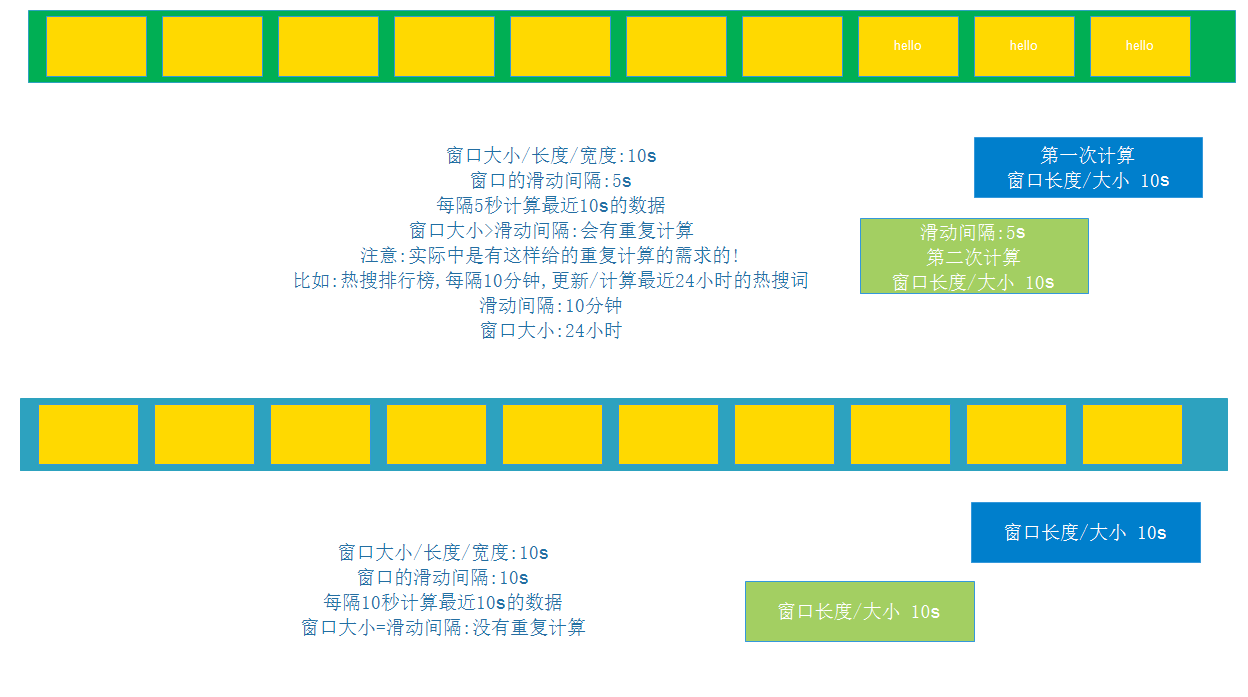 hello
hello
hello
窗口大小/长度/宽度:10s
窗口的滑动间隔:5s
每隔5秒计算最近10s的数据
窗口大小>滑动间隔:会有重复计算
注意:实际中是有这样给的重复计算的需求的!
比如:热搜排行榜,每隔10分钟,更新/计算最近24小时的热搜词
滑动间隔:10分钟
窗口大小:24小时
第一次计算
窗口长度/大小 10s
滑动间隔:5s
第二次计算
窗口长度/大小 10s
窗口大小/长度/宽度:10s
窗口的滑动间隔:10s
每隔10秒计算最近10s的数据
窗口大小=滑动间隔:没有重复计算
窗口长度/大小 10s
窗口长度/大小 10s